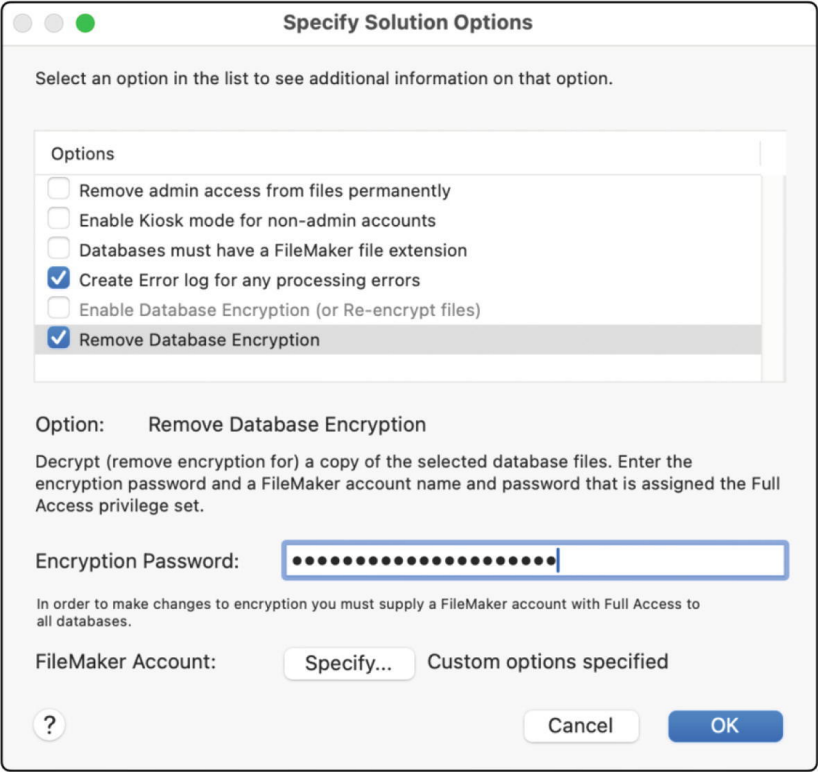 Specify Solution Options
Select an option in the list to see additional information on that option.
Options
Remove admin access from files permanently
Enable Kiosk mode for non-admin accounts
Databases must have a FileMaker file extension
Create Error log for any processing errors
Enable Database Encryption (or Re-encrypt files)
Remove Database Encryption
Option: Remove Database Encryption
Decrypt (remove encryption for) a copy of the selected database files. Enter the
encryption password and a FileMaker account name and password that is assigned the Full
Access privilege set.
Encryption Password: •••••••••••••••••••••
In order to make changes to encryption you must supply a FileMaker account with Full Access to
all databases.
FileMaker Account: Specify... Custom options specified
? Cancel OK